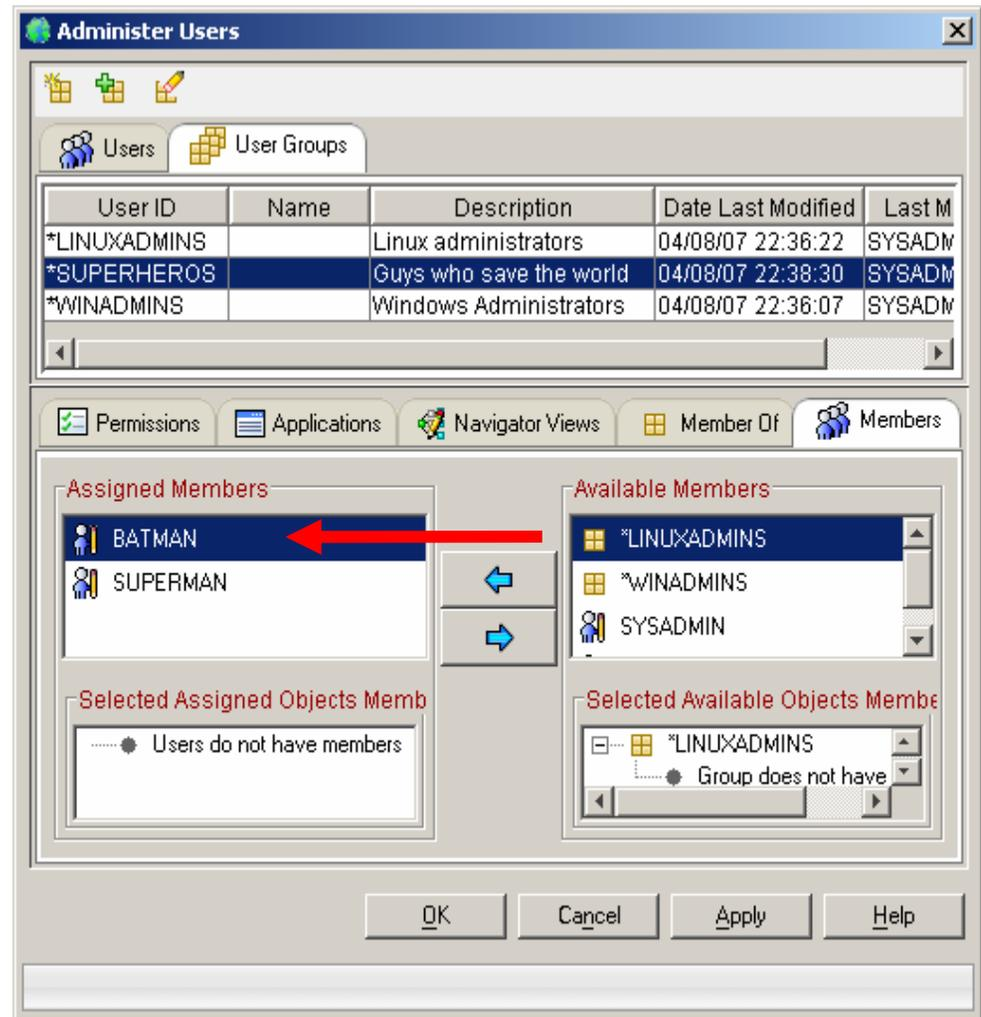 Administer Users
Users User Groups
User ID Name Description Date Last Modified Last M
*LINUXADMINS Linux administrators 04/08/07 22:36:22 SYSADM
*SUPERHEROS Guys who save the world 04/08/07 22:38:30 SYSADM
*WINADMINS Windows Administrators 04/08/07 22:36:07 SYSADM
Permissions Applications Navigator Views Member Of Members
Assigned Members Available Members
BATMAN *LINUXADMINS
SUPERMAN *WINADMINS
SYSADMIN
Selected Assigned Objects Memb Selected Available Objects Membe
Users do not have members *LINUXADMINS
Group does not have
OK Cancel Apply Help